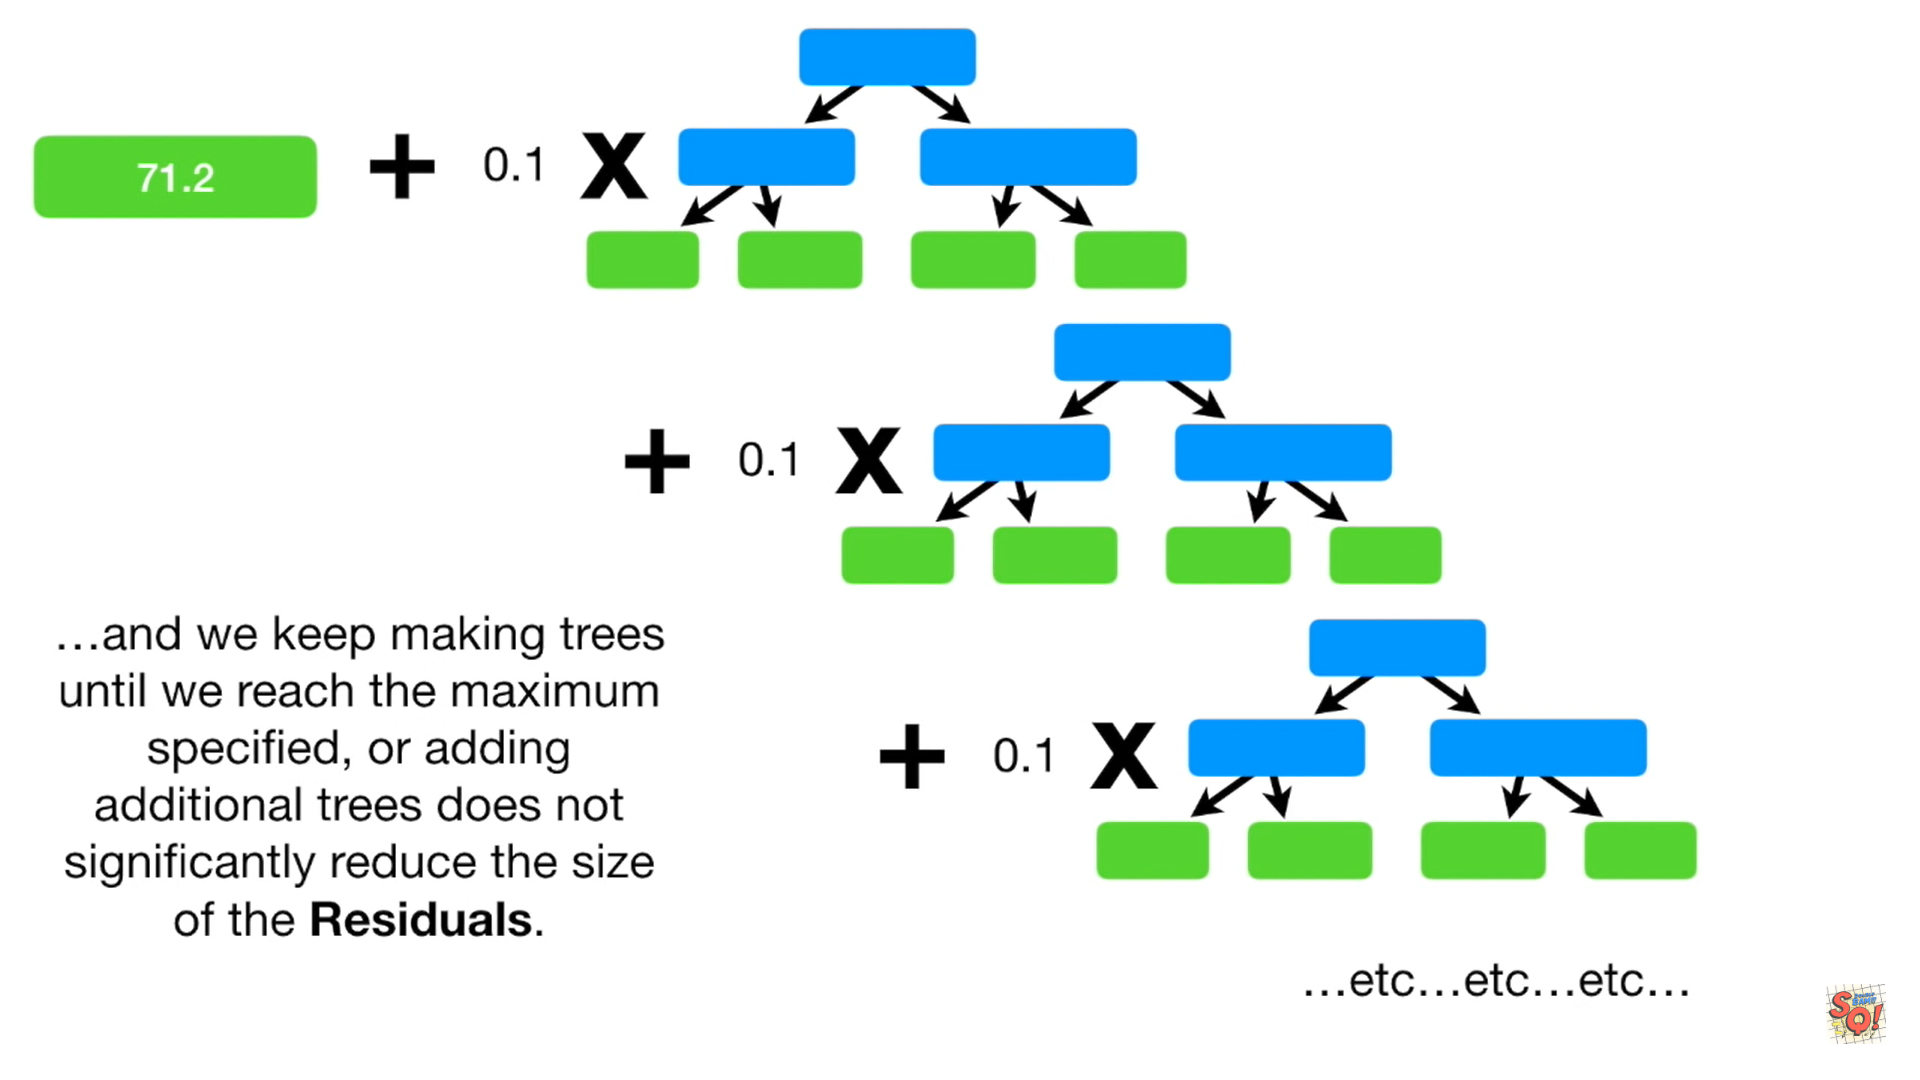 71.2
+ 0.1 X
+ 0.1 X
…and we keep making trees
until we reach the maximum
specified, or adding
additional trees does not
significantly reduce the size
of the Residuals.
+ 0.1 X
…etc…etc…etc…
SQ!